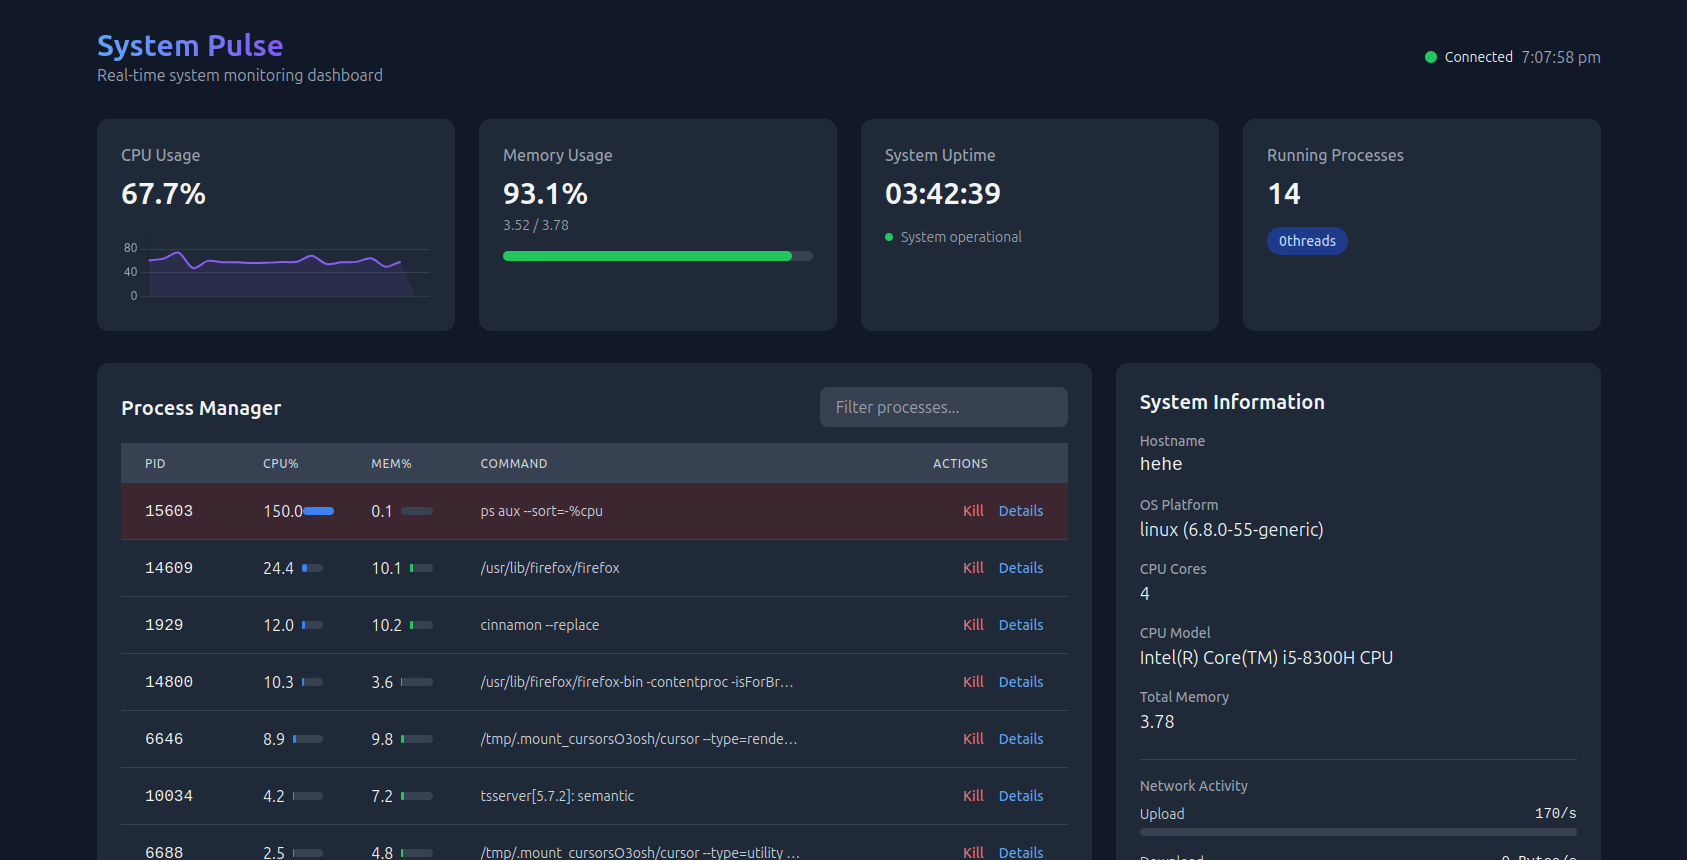 System Pulse
Real-time system monitoring dashboard
Connected 7:07:58 pm
CPU Usage
67.7%
80
40
0
Memory Usage
93.1%
3.52 / 3.78
System Uptime
03:42:39
System operational
Running Processes
14
0threads
Process Manager
Filter processes...
PID CPU% MEM% COMMAND ACTIONS
15603 150.0 0.1 ps aux --sort=-%cpu Kill Details
14609 24.4 10.1 /usr/lib/firefox/firefox Kill Details
1929 12.0 10.2 cinnamon --replace Kill Details
14800 10.3 3.6 /usr/lib/firefox/firefox-bin -contentproc -isForBr... Kill Details
6646 8.9 9.8 /tmp/.mount_cursorsO3osh/cursor --type=rende... Kill Details
10034 4.2 7.2 tsserver[5.7.2]: semantic Kill Details
6688 2.5 4.8 /tmp/.mount_cursorsO3osh/cursor --type=utility ... Kill Details
System Information
Hostname
hehe
OS Platform
linux (6.8.0-55-generic)
CPU Cores
4
CPU Model
Intel(R) Core(TM) i5-8300H CPU
Total Memory
3.78
Network Activity
Upload 170/s
Download 0 Bytes/s